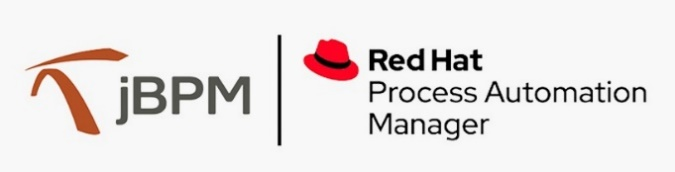 jBPM
Red Hat
Process Automation
Manager